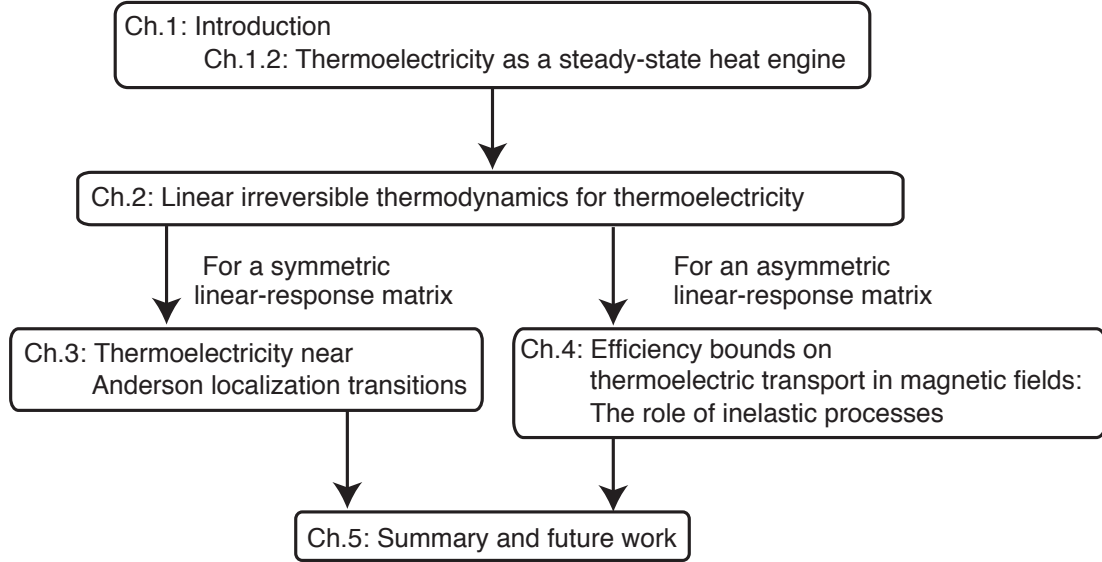 Ch.1: Introduction
Ch.1.2: Thermoelectricity as a steady-state heat engine
Ch.2: Linear irreversible thermodynamics for thermoelectricity
For a symmetric
linear-response matrix
For an asymmetric
linear-response matrix
Ch.3: Thermoelectricity near
Anderson localization transitions
Ch.4: Efficiency bounds on
thermoelectric transport in magnetic fields:
The role of inelastic processes
Ch.5: Summary and future work